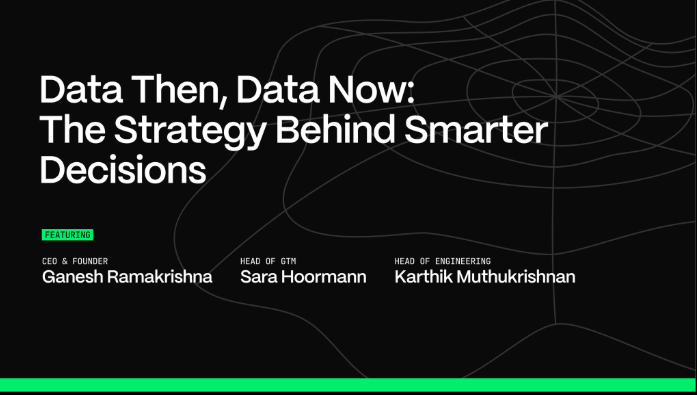 Data Then, Data Now:
The Strategy Behind Smarter
Decisions
FEATURING
CEO & FOUNDER
Ganesh Ramakrishna
HEAD OF GTM
Sara Hoormann
HEAD OF ENGINEERING
Karthik Muthukrishnan